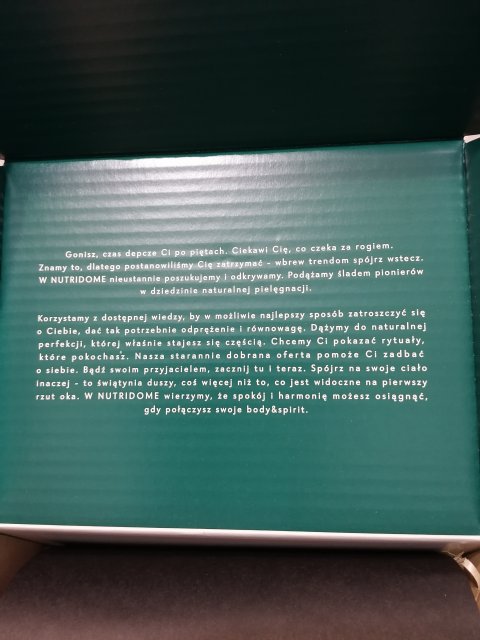 Gonisz, czas depcze Ci po piętach. Ciekawi Cię, co czeka za rogiem.
Znamy to, dlatego postanowiliśmy Cię zatrzymać – wbrew trendom spójrz wstecz.
W NUTRIDOME nieustannie poszukujemy i odkrywamy. Podążamy śladem pionierów
w dziedzinie naturalnej pielęgnacji.
Korzystamy z dostępnej wiedzy, by w możliwie najlepszy sposób zatroszczyć się
o Ciebie, dać tak potrzebnie odprężenie i równowagę. Dążymy do naturalnej
perfekcji, której właśnie stajesz się częścią. Chcemy Ci pokazać rytuały,
które pokochasz. Nasza starannie dobrana oferta pomoże Ci zadbać
o siebie. Bądź swoim przyjacielem, zacznij tu i teraz. Spójrz na swoje ciało
inaczej – to świątynia duszy, coś więcej niż to, co jest widoczne na pierwszy
rzut oka. W NUTRIDOME wierzymy, że spokój i harmonię możesz osiągnąć,
gdy połączysz swoje body&spirit.